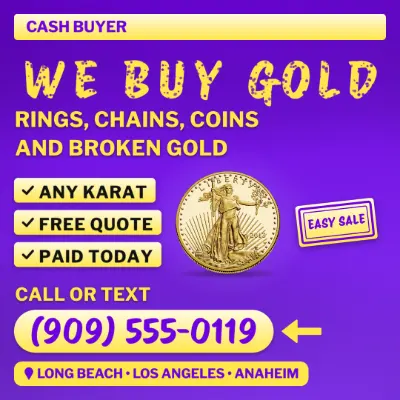 CASH BUYER
WE BUY GOLD
RINGS, CHAINS, COINS
AND BROKEN GOLD
✓ ANY KARAT
✓ FREE QUOTE
✓ PAID TODAY
LIBERTY
EASY SALE
CALL OR TEXT
(909) 555-0119
LONG BEACH • LOS ANGELES • ANAHEIM